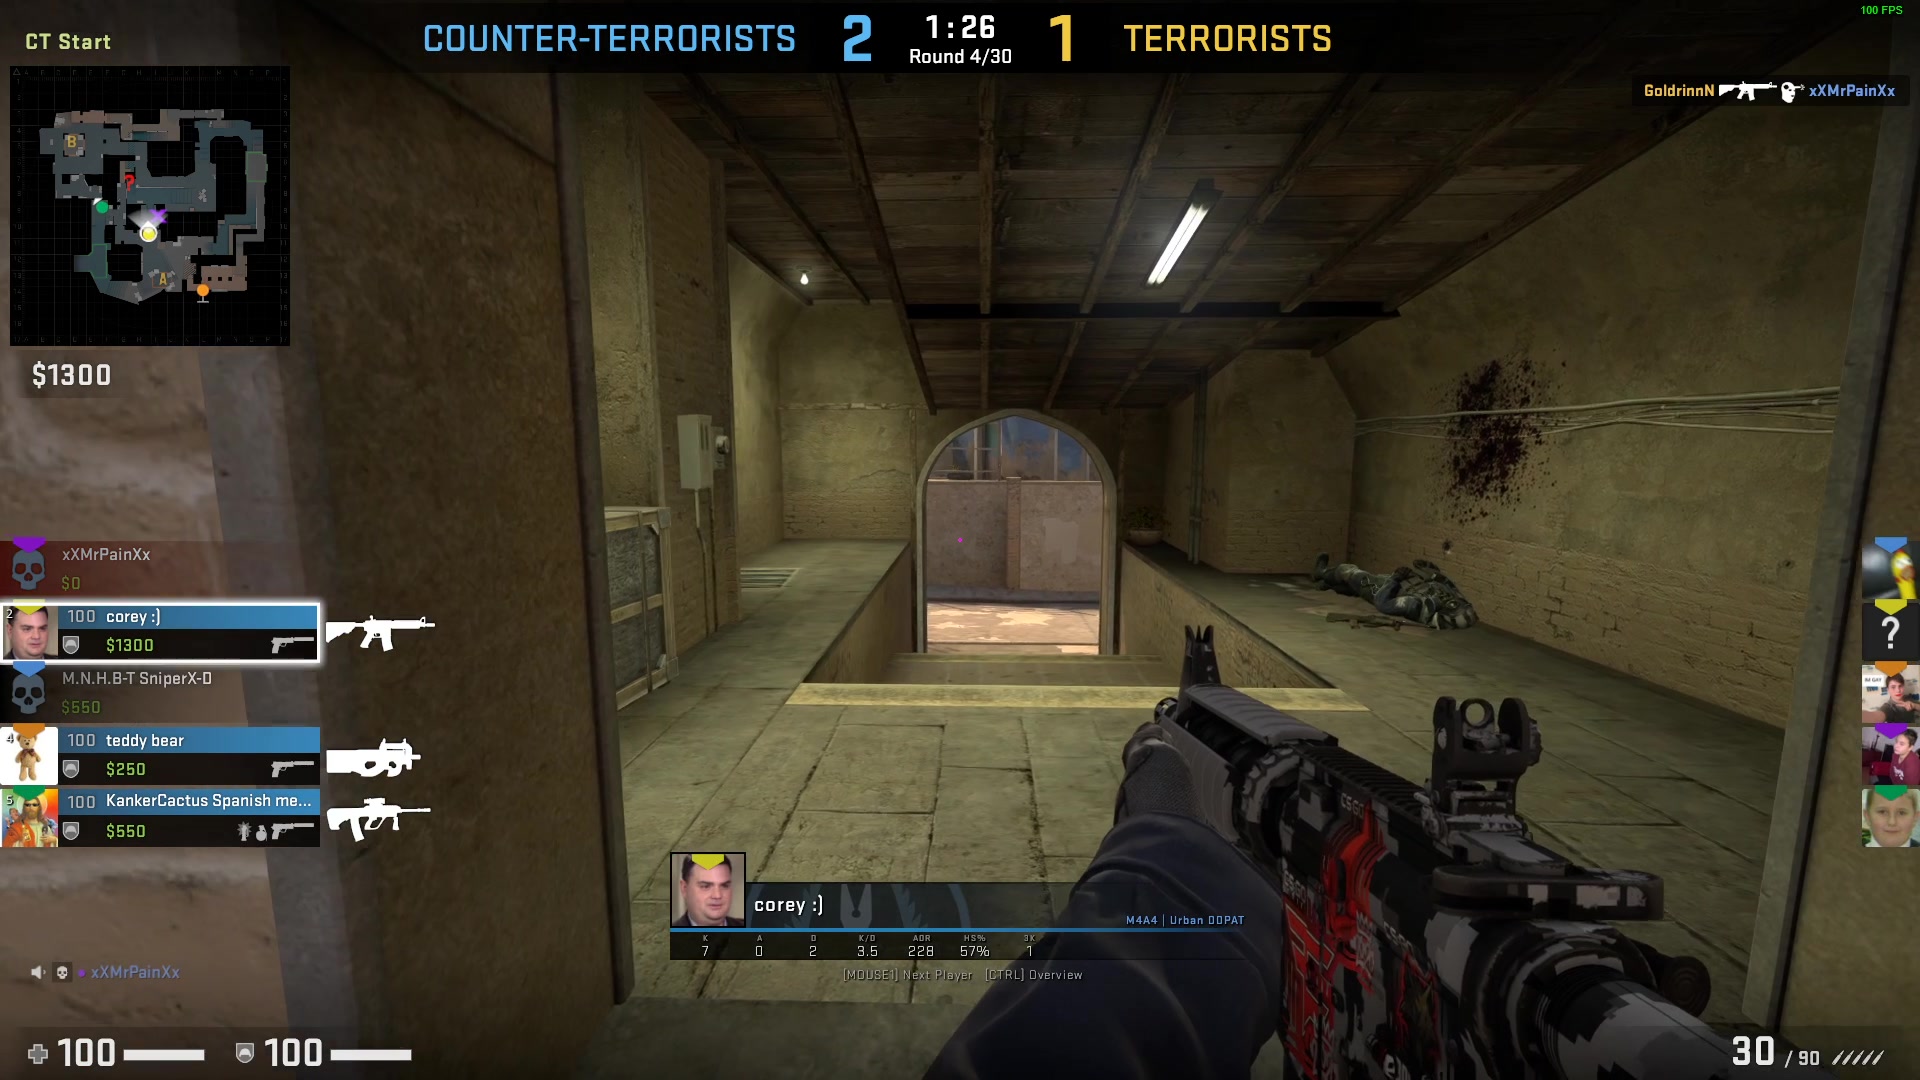 100 FPS
CT Start
COUNTER-TERRORISTS 2 1:26 1 TERRORISTS
Round 4/30
GoldrinnN xXMrPainXx
B
?
A
$1300
xXMrPainXx
$0
2 100 corey :)
$1300
M.N.H.B-T SniperX-D
$550
4 100 teddy bear
$250
5 100 KankerCactus Spanish me...
$550
?
corey :)
M4A4 | Urban DDPAT
K A D K/D ADR HS% 3K
7 0 2 3.5 228 57% 1
[MOUSE1] Next Player [CTRL] Overview
xXMrPainXx
100 100
30 / 90